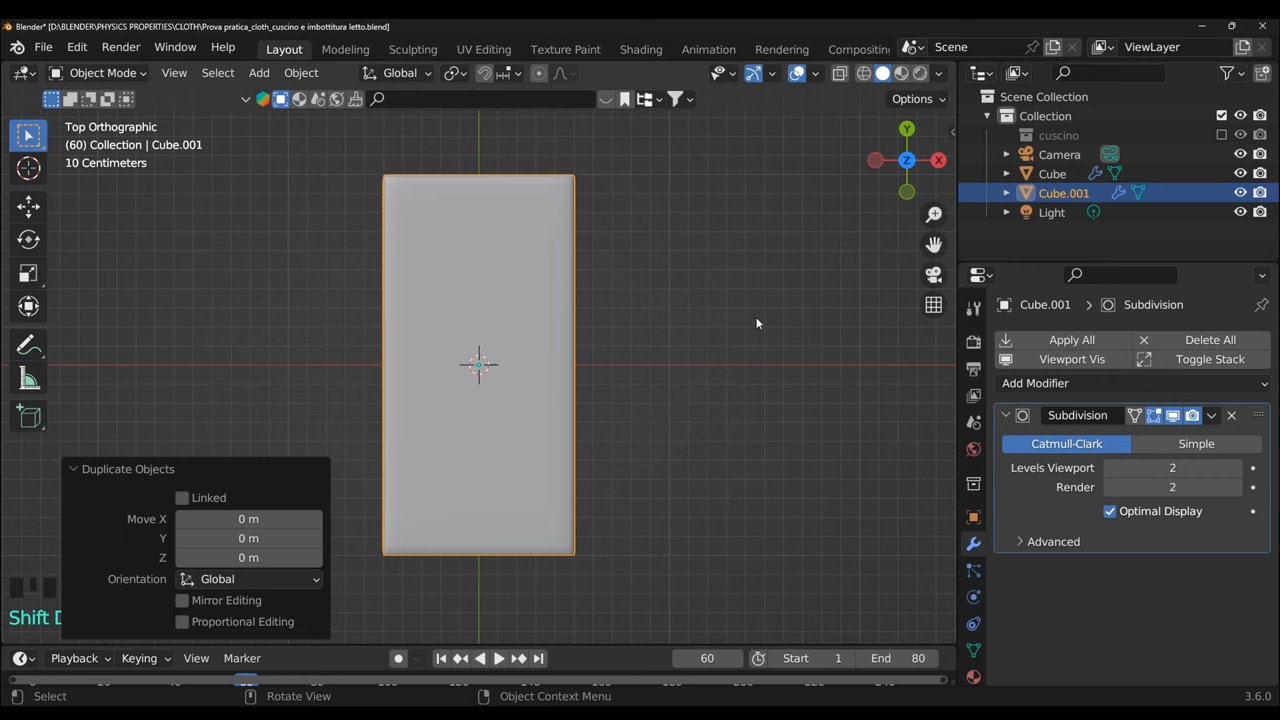 Blender* [D:\BLENDER\PHYSICS PROPERTIES\CLOTH\Prova pratica_cloth_cuscino e imbottitura letto.blend]
File Edit Render Window Help Layout Modeling Sculpting UV Editing Texture Paint Shading Animation Rendering Compositing Scene ViewLayer
Object Mode View Select Add Object Global
Options
Top Orthographic
(60) Collection | Cube.001
10 Centimeters
Y
Z X
Scene Collection
Collection
cuscino
Camera
Cube
Cube.001
Light
Cube.001 > Subdivision
Apply All Delete All
Viewport Vis Toggle Stack
Add Modifier
Subdivision
Catmull-Clark Simple
Levels Viewport 2
Render 2
Optimal Display
Advanced
Duplicate Objects
Linked
Move X 0 m
Y 0 m
Z 0 m
Orientation Global
Mirror Editing
Proportional Editing
Shift D
Playback Keying View Marker 60 Start 1 End 80
Select Rotate View Object Context Menu 3.6.0